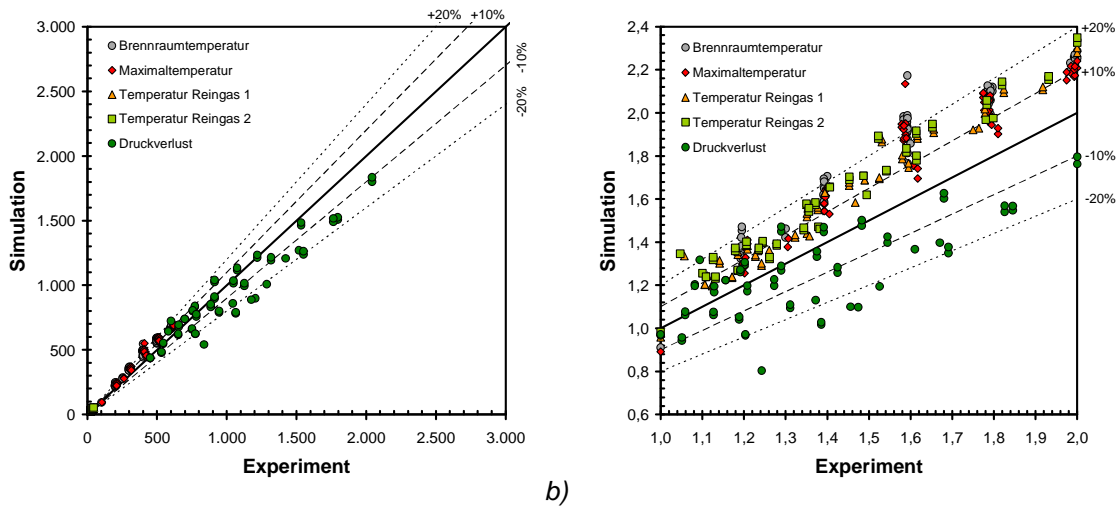 +20% +10%
3.000
2.500
2.000
1.500
1.000
500
0
-10%
-20%
Brennraumtemperatur
Maximaltemperatur
Temperatur Reingas 1
Temperatur Reingas 2
Druckverlust
Simulation
0 500 1.000 1.500 2.000 2.500 3.000
Experiment
2,4
2,2
2,0
1,8
1,6
1,4
1,2
1,0
0,8
0,6
+20%
+10%
-10%
-20%
Brennraumtemperatur
Maximaltemperatur
Temperatur Reingas 1
Temperatur Reingas 2
Druckverlust
Simulation
1,0 1,1 1,2 1,3 1,4 1,5 1,6 1,7 1,8 1,9 2,0
Experiment
b)